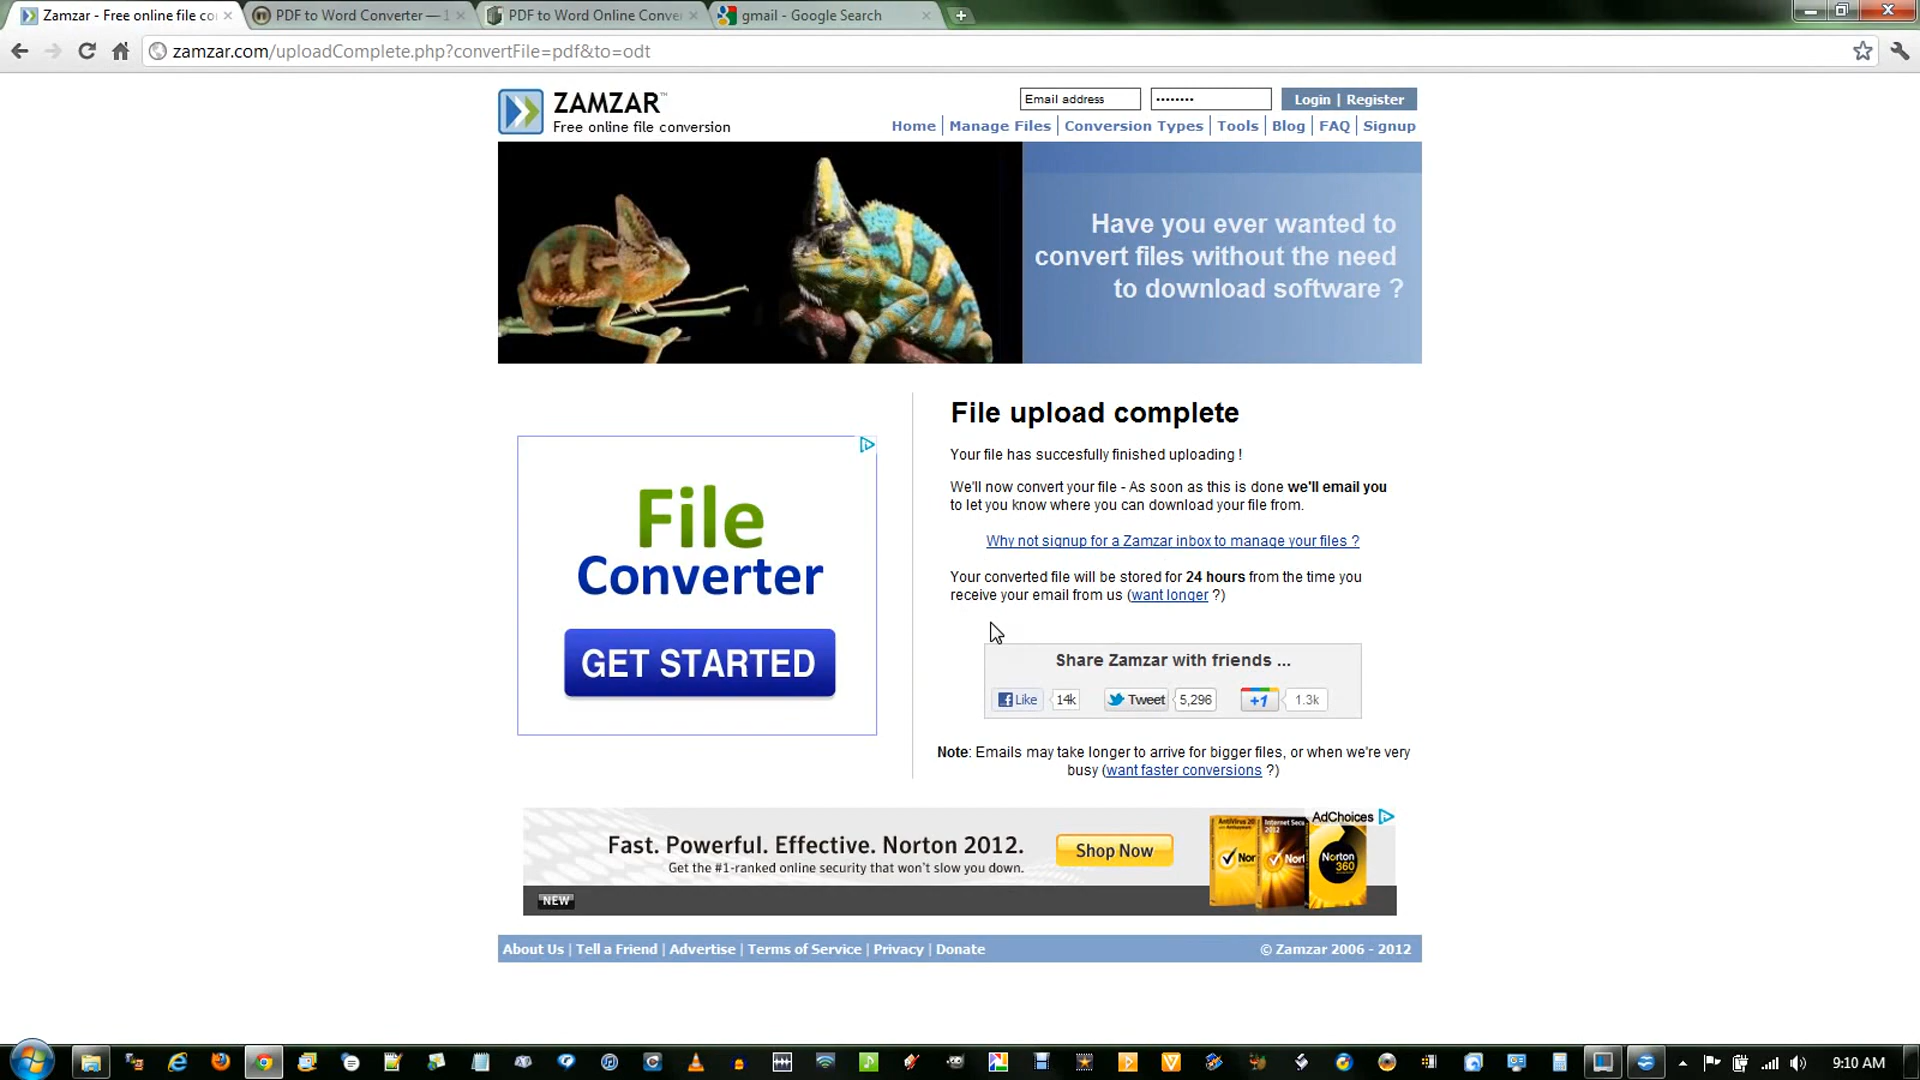 Zamzar - Free online file co
PDF to Word Converter — 1
PDF to Word Online Conve
gmail - Google Search
zamzar.com/uploadComplete.php?convertFile=pdf&to=odt
ZAMZAR™
Free online file conversion
Email address
••••••••
Login | Register
Home | Manage Files | Conversion Types | Tools | Blog | FAQ | Signup
Have you ever wanted to
convert files without the need
to download software ?
File upload complete
Your file has succesfully finished uploading !
We'll now convert your file - As soon as this is done we'll email you
to let you know where you can download your file from.
Why not signup for a Zamzar inbox to manage your files ?
Your converted file will be stored for 24 hours from the time you
receive your email from us (want longer ?)
File
Converter
GET STARTED
Share Zamzar with friends ...
Like 14k
Tweet 5,296
+1 1.3k
Note: Emails may take longer to arrive for bigger files, or when we're very
busy (want faster conversions ?)
AdChoices
Fast. Powerful. Effective. Norton 2012.
Get the #1-ranked online security that won't slow you down.
Shop Now
NEW
AntiVirus 20
Nor
Internet Secu
2012
Nor
Norton
360
About Us | Tell a Friend | Advertise | Terms of Service | Privacy | Donate
© Zamzar 2006 - 2012
9:10 AM